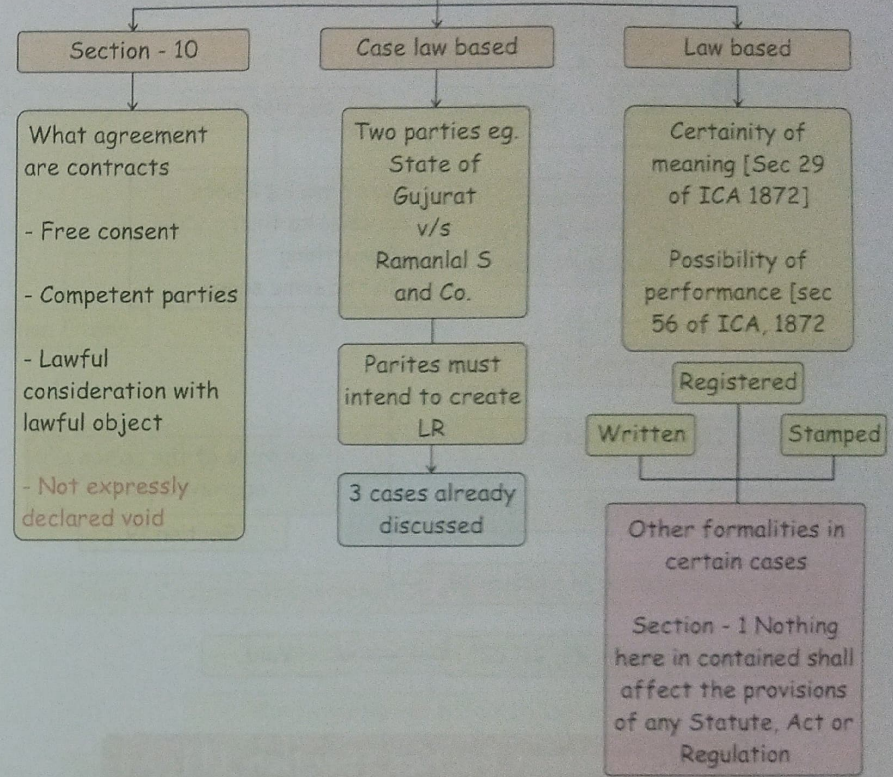 Section - 10
What agreement
are contracts
- Free consent
- Competent parties
- Lawful
consideration with
lawful object
- Not expressly
declared void
Case law based
Two parties eg.
State of
Gujurat
v/s
Ramanlal S
and Co.
Parites must
intend to create
LR
3 cases already
discussed
Law based
Certainity of
meaning [Sec 29
of ICA 1872]
Possibility of
performance [sec
56 of ICA, 1872
Registered
Written
Stamped
Other formalities in
certain cases
Section - 1 Nothing
here in contained shall
affect the provisions
of any Statute, Act or
Regulation